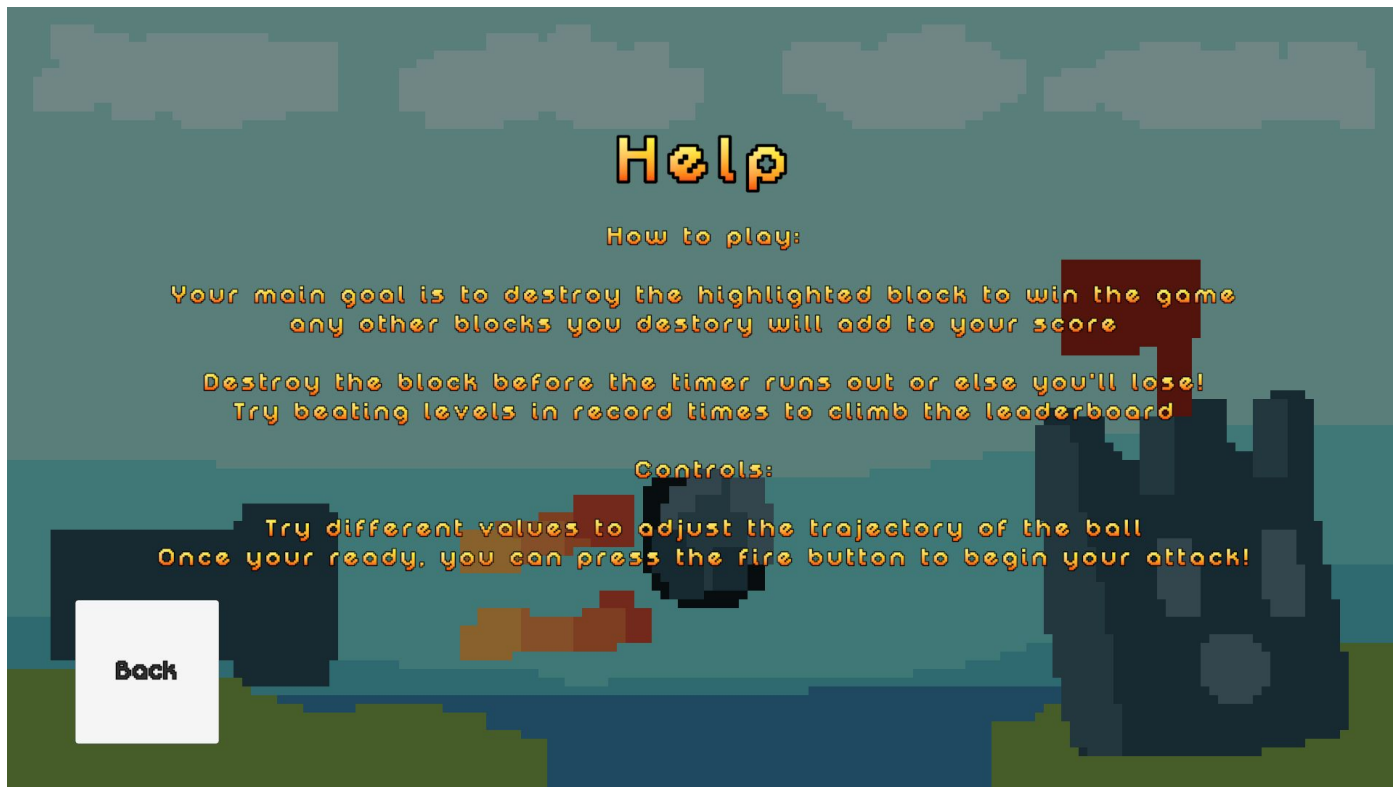 Help
How to play:
Your main goal is to destroy the highlighted block to win the game
any other blocks you destory will add to your score
Destroy the block before the timer runs out or else you'll lose!
Try beating levels in record times to climb the leaderboard
Controls:
Try different values to adjust the trajectory of the ball
Once your ready, you can press the fire button to begin your attack!
Back